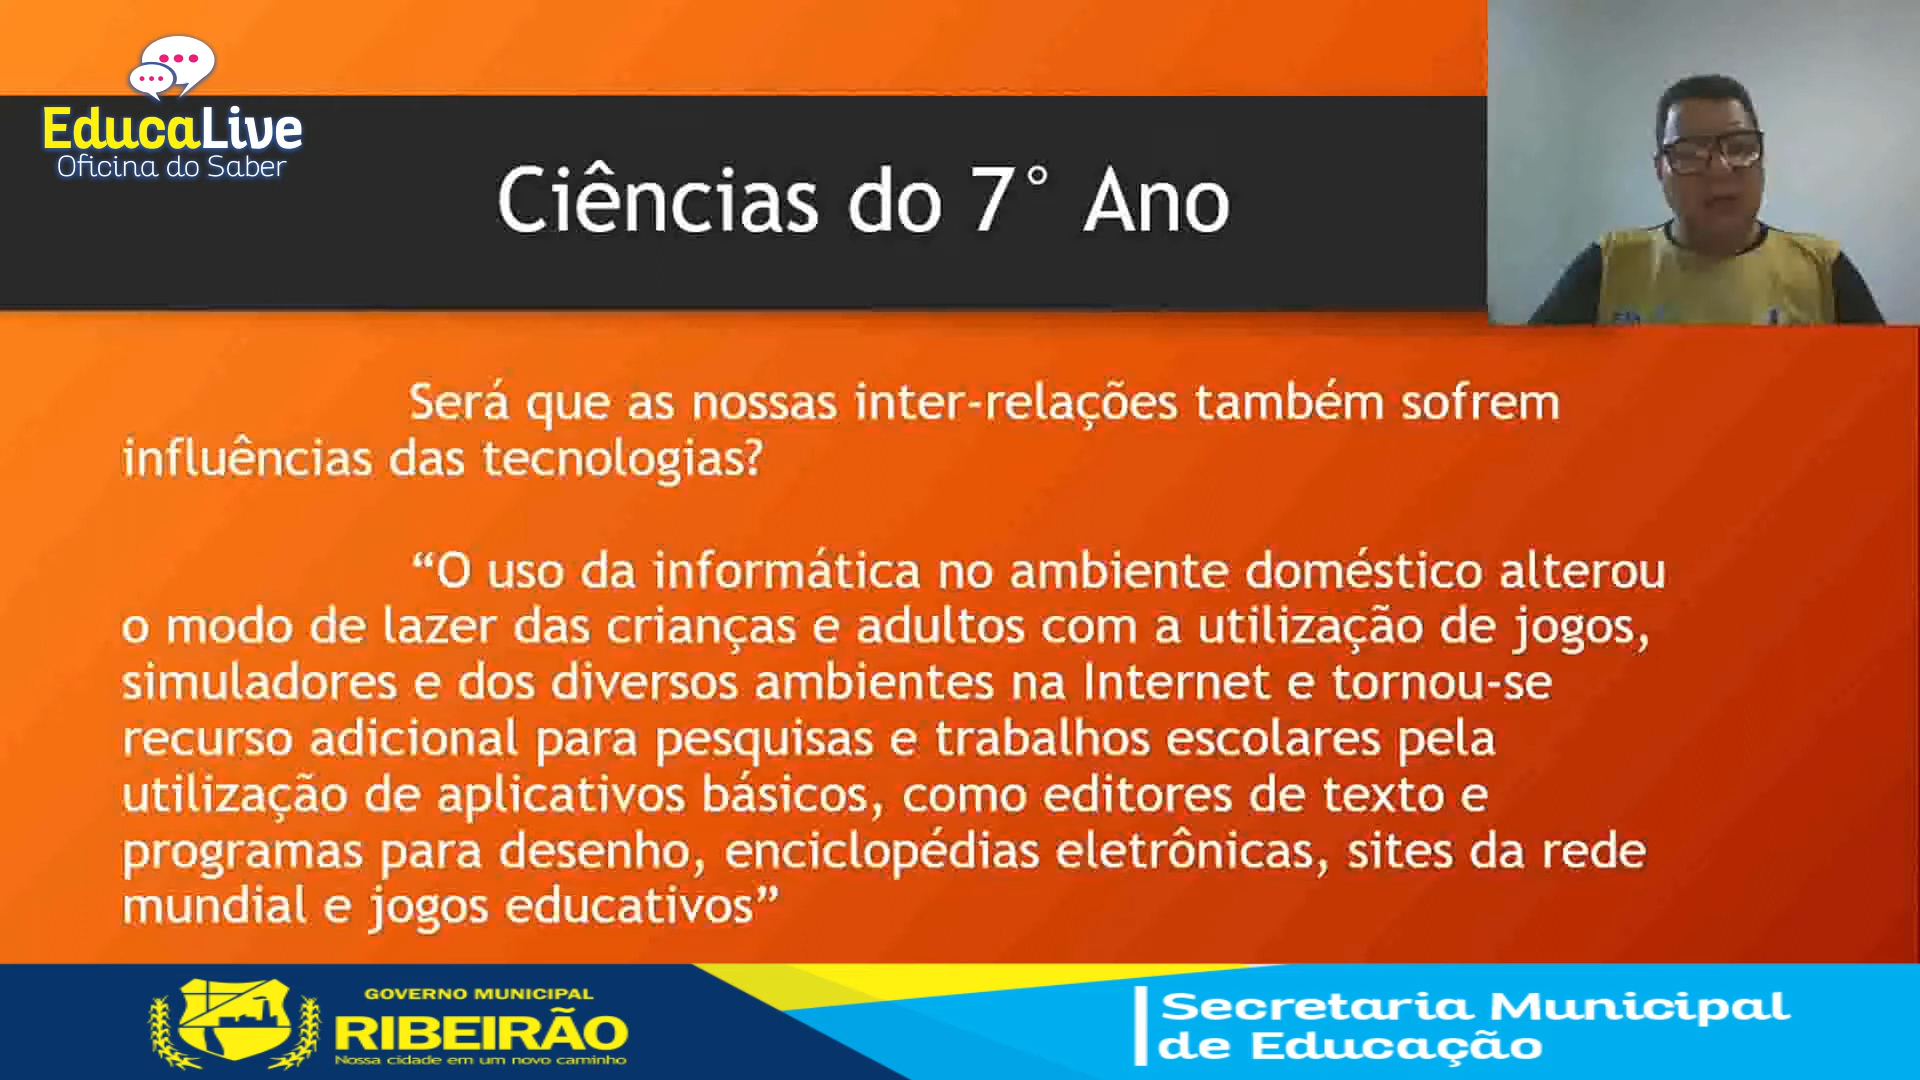 EducaLive
Oficina do Saber
Ciências do 7° Ano
Será que as nossas inter-relações também sofrem
influências das tecnologias?
“O uso da informática no ambiente doméstico alterou
o modo de lazer das crianças e adultos com a utilização de jogos,
simuladores e dos diversos ambientes na Internet e tornou-se
recurso adicional para pesquisas e trabalhos escolares pela
utilização de aplicativos básicos, como editores de texto e
programas para desenho, enciclopédias eletrônicas, sites da rede
mundial e jogos educativos”
GOVERNO MUNICIPAL
RIBEIRÃO
Nossa cidade em um novo caminho
Secretaria Municipal
de Educação